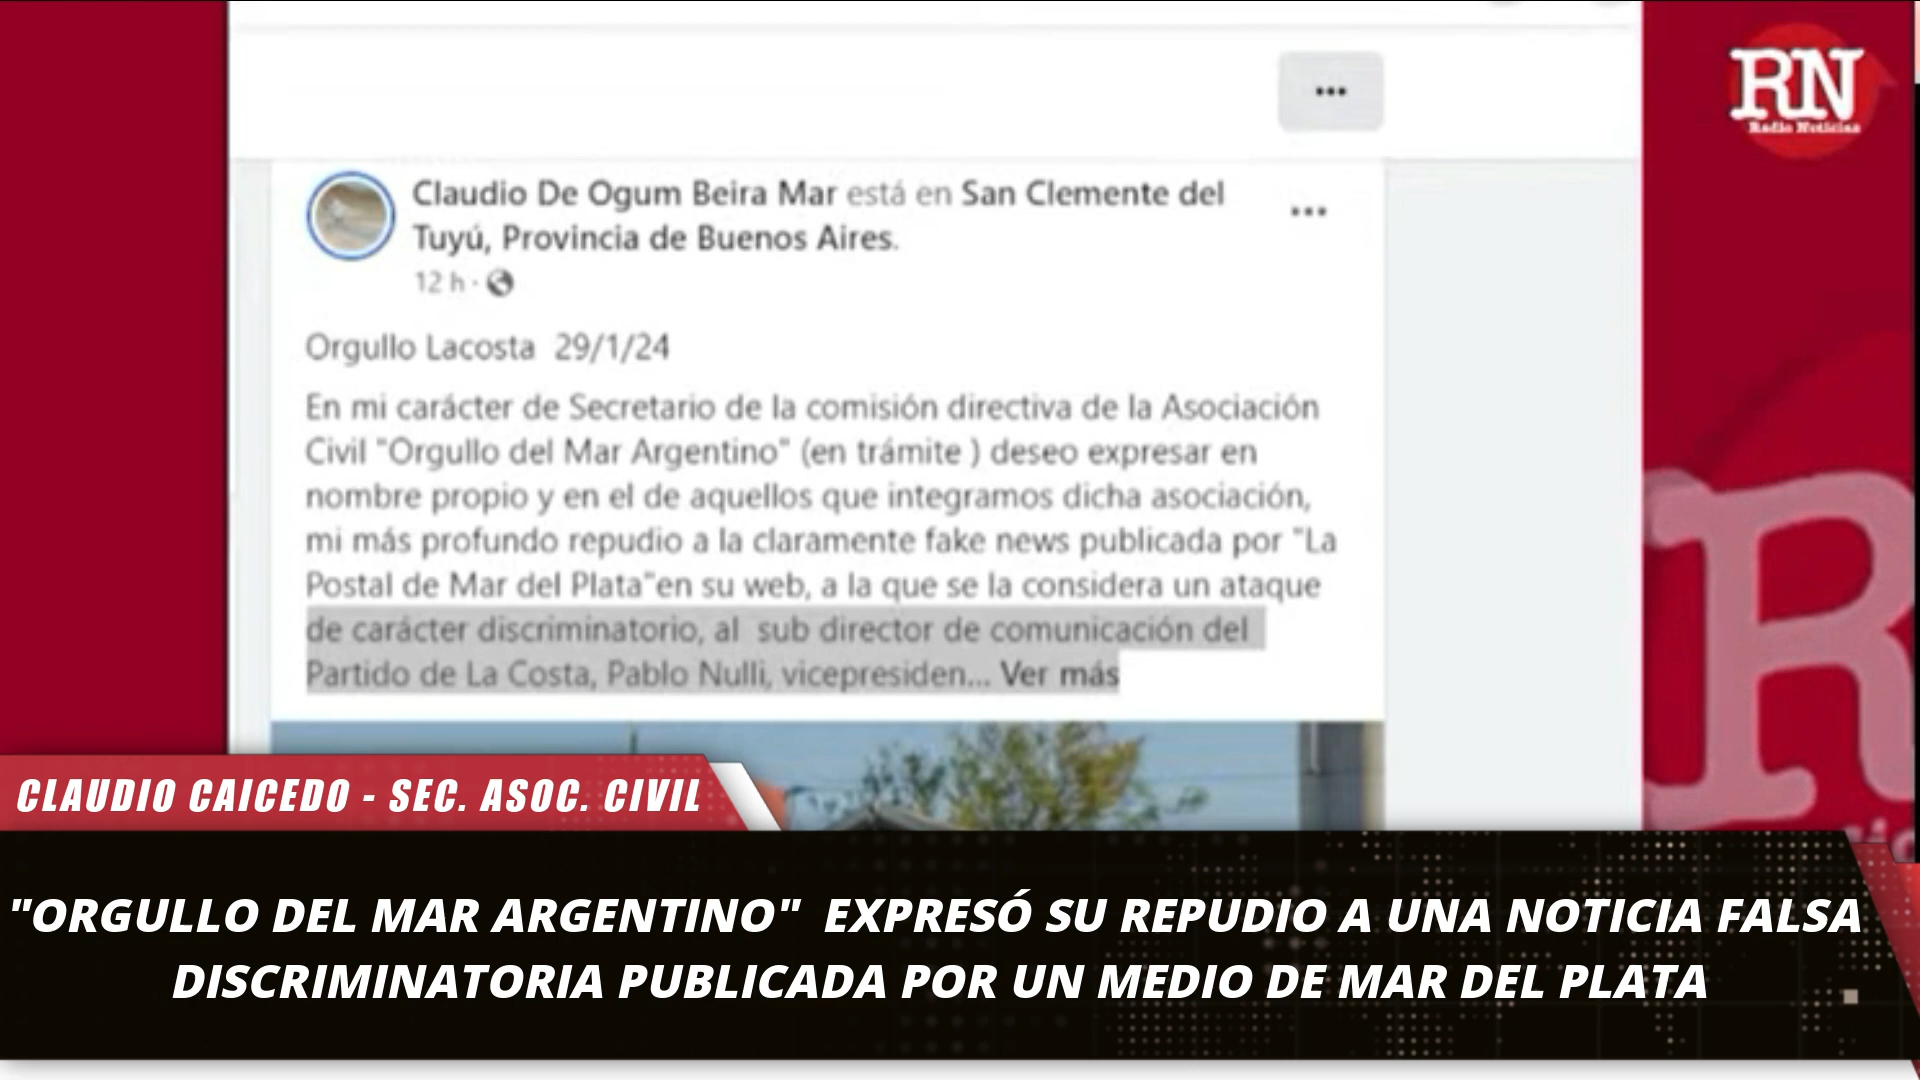 RN
Radio Noticias
Claudio De Ogum Beira Mar está en San Clemente del
Tuyú, Provincia de Buenos Aires.
12 h ·
Orgullo Lacosta 29/1/24
En mi carácter de Secretario de la comisión directiva de la Asociación
Civil "Orgullo del Mar Argentino" (en trámite ) deseo expresar en
nombre propio y en el de aquellos que integramos dicha asociación,
mi más profundo repudio a la claramente fake news publicada por "La
Postal de Mar del Plata"en su web, a la que se la considera un ataque
de carácter discriminatorio, al sub director de comunicación del
Partido de La Costa, Pablo Nulli, vicepresiden... Ver más
CLAUDIO CAICEDO - SEC. ASOC. CIVIL
"ORGULLO DEL MAR ARGENTINO" EXPRESÓ SU REPUDIO A UNA NOTICIA FALSA
DISCRIMINATORIA PUBLICADA POR UN MEDIO DE MAR DEL PLATA